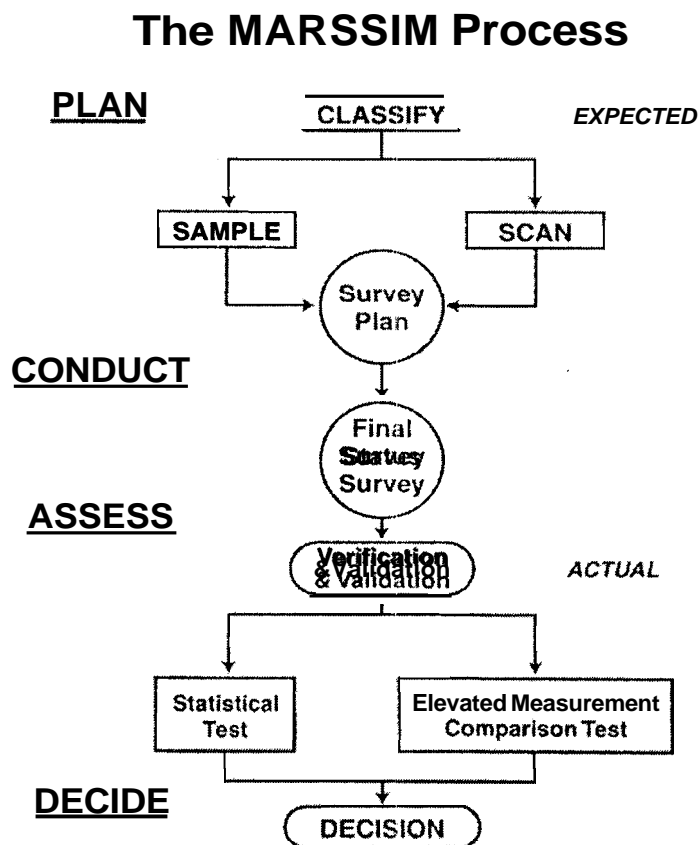 The MARSSIM Process
PLAN
CLASSIFY
EXPECTED
SAMPLE
SCAN
Survey
Plan
CONDUCT
Final
Survey
ASSESS
Verification
& Validation
ACTUAL
Statistical
Test
Elevated Measurement
Comparison Test
DECIDE
DECISION